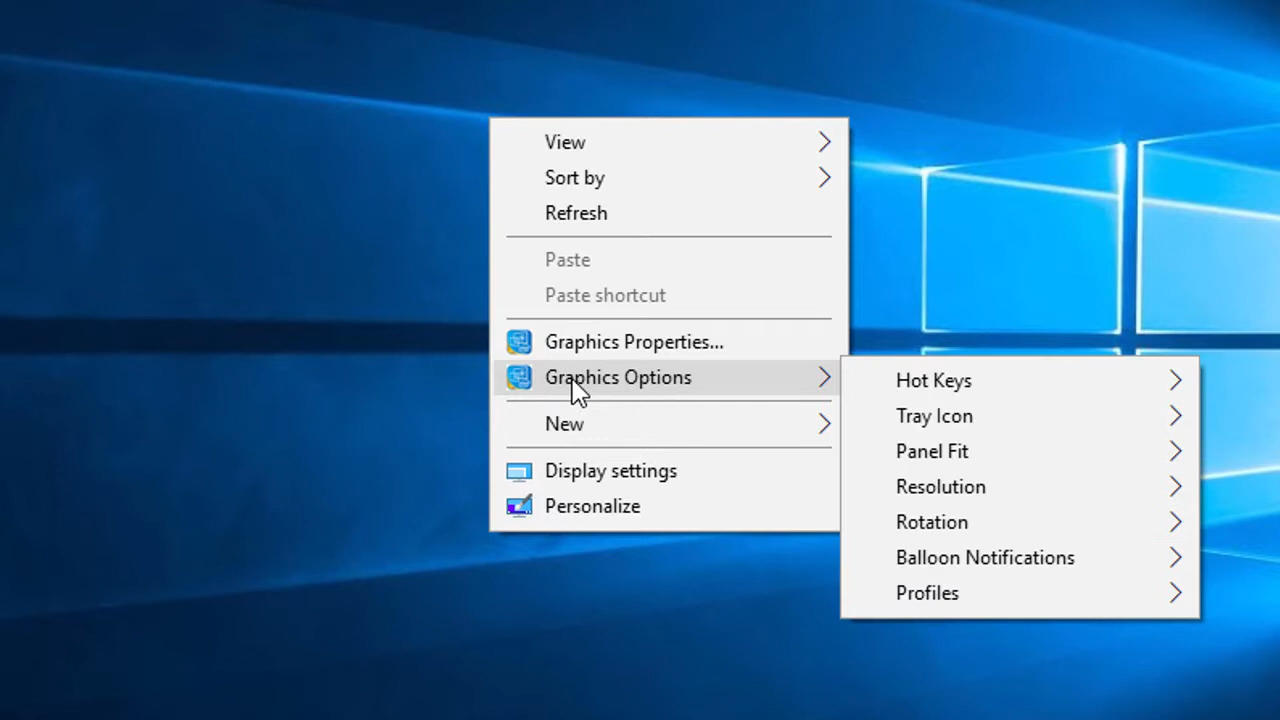 View
Sort by
Refresh
Paste
Paste shortcut
Graphics Properties...
Graphics Options
New
Display settings
Personalize
Hot Keys
Tray Icon
Panel Fit
Resolution
Rotation
Balloon Notifications
Profiles